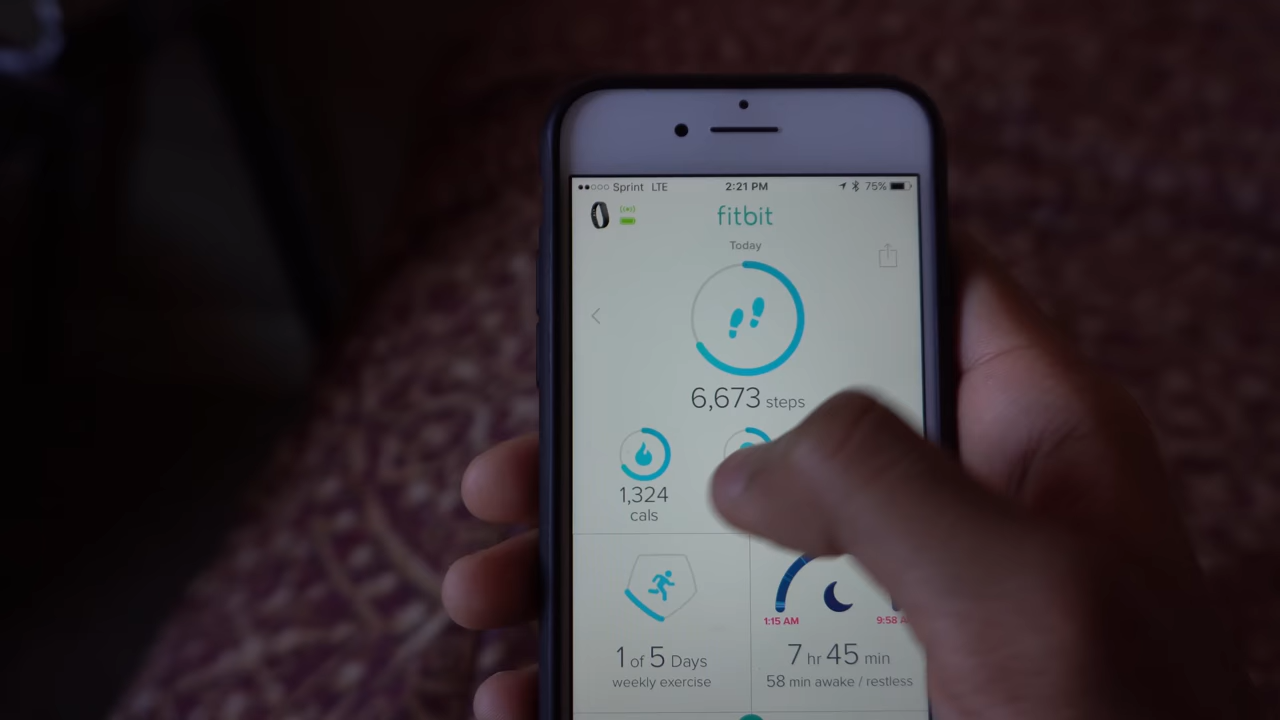 Sprint LTE 2:21 PM 75%
fitbit
Today
6,673 steps
1,324
cals
1:15 AM 9:58
1 of 5 Days
weekly exercise
7 hr 45 min
58 min awake / restless